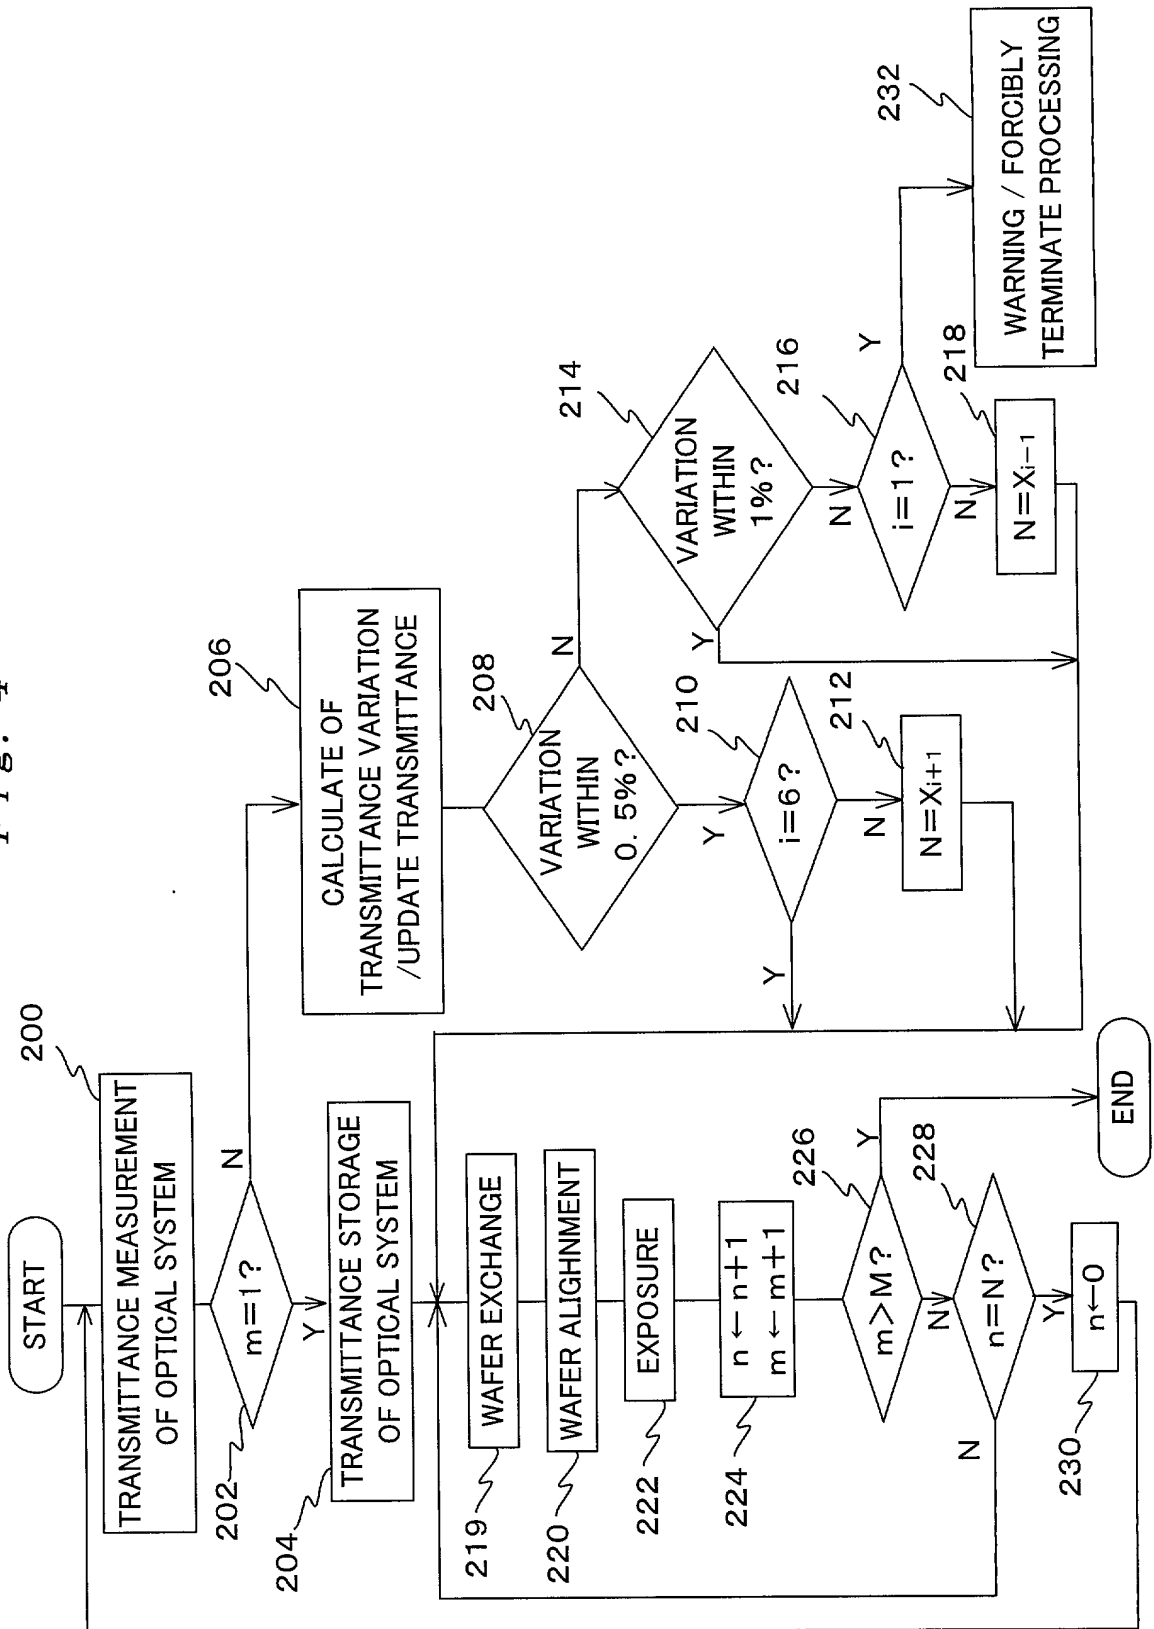 Fig. 4
START
200
TRANSMITTANCE MEASUREMENT
OF OPTICAL SYSTEM
202
m=1?
N
Y
204
TRANSMITTANCE STORAGE
OF OPTICAL SYSTEM
206
CALCULATE OF
TRANSMITTANCE VARIATION
/UPDATE TRANSMITTANCE
208
VARIATION
WITHIN
0.5%?
N
Y
210
i=6?
Y
N
212
N=Xi+1
214
VARIATION
WITHIN
1%?
Y
N
216
i=1?
Y
N
218
N=Xi-1
232
WARNING / FORCIBLY
TERMINATE PROCESSING
219
WAFER EXCHANGE
220
WAFER ALIGHNMENT
222
EXPOSURE
224
n←n+1
m←m+1
226
m>M?
Y
N
228
n=N?
N
Y
230
n←0
END